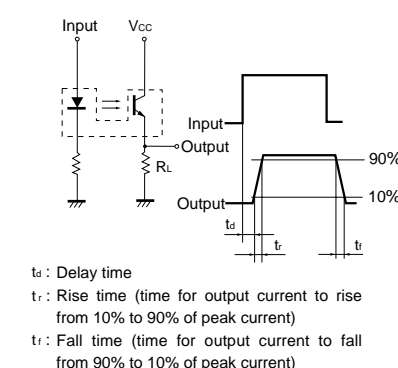 Input Vcc
Input
Output
RL
90%
Output
10%
td
tr tf
td : Delay time
tr : Rise time (time for output current to rise
from 10% to 90% of peak current)
tf : Fall time (time for output current to fall
from 90% to 10% of peak current)